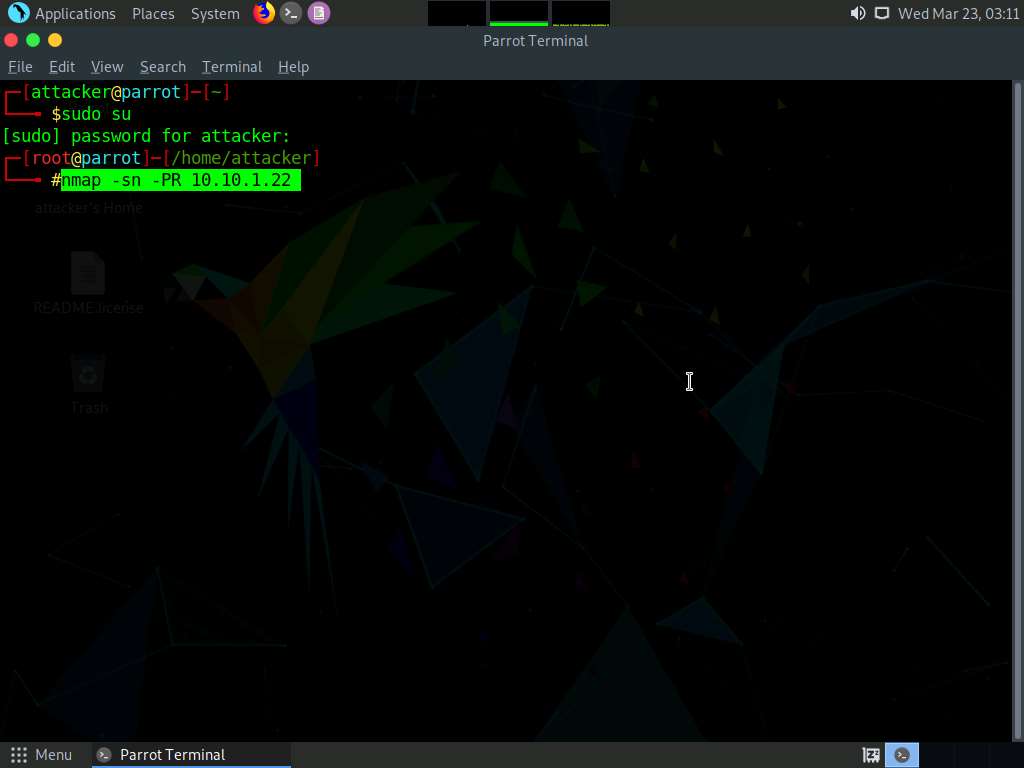 Applications Places System Wed Mar 23, 03:11
Parrot Terminal
File Edit View Search Terminal Help
┌─[attacker@parrot]─[~]
└──╼ $sudo su
[sudo] password for attacker:
┌─[root@parrot]─[/home/attacker]
└──╼ #nmap -sn -PR 10.10.1.22
attacker's Home
README.license
Trash
Menu Parrot Terminal